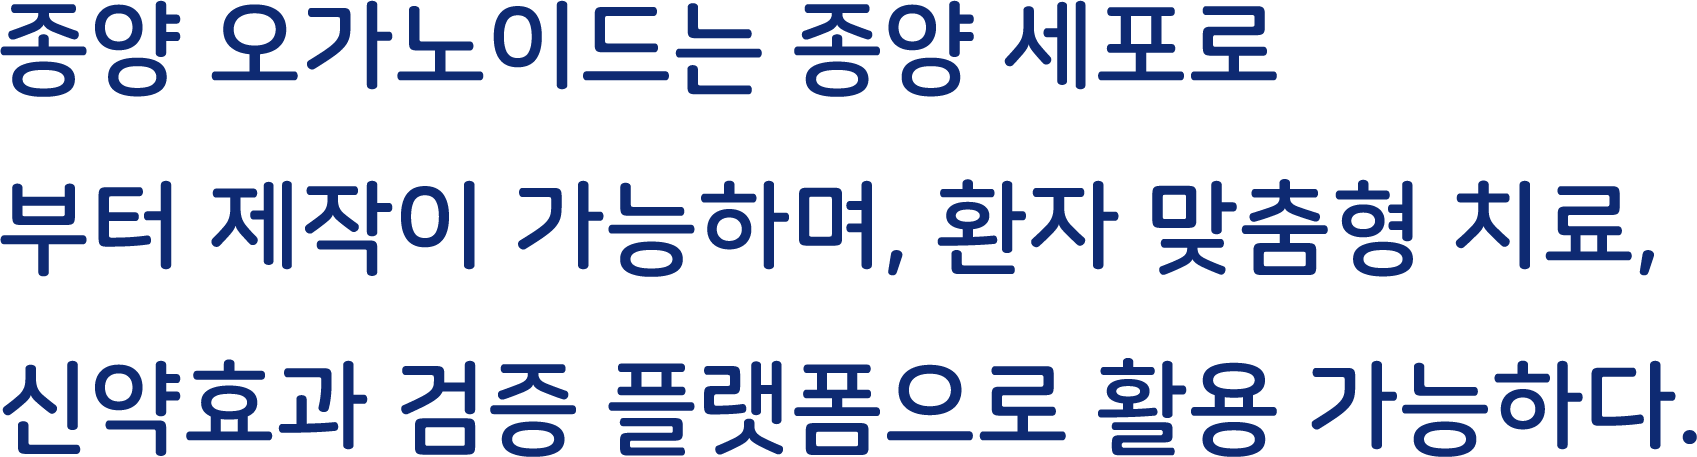 종양 오가노이드는 종양 세포로
부터 제작이 가능하며, 환자 맞춤형 치료,
신약효과 검증 플랫폼으로 활용 가능하다.